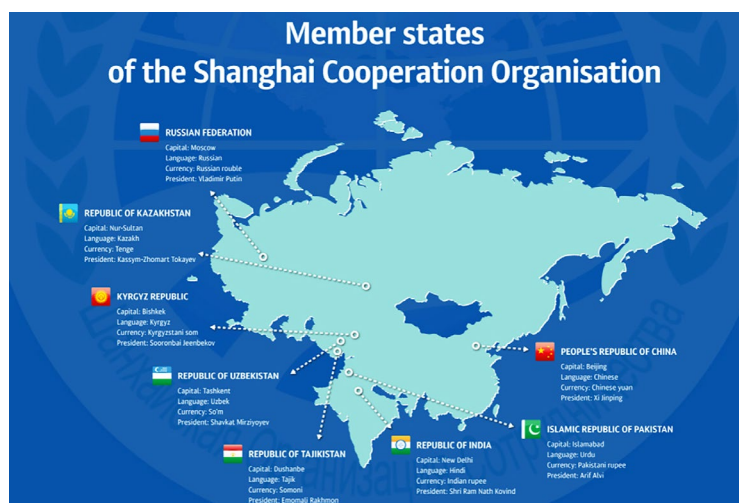 Member states
of the Shanghai Cooperation Organisation
RUSSIAN FEDERATION
Capital: Moscow
Language: Russian
Currency: Russian rouble
President: Vladimir Putin
REPUBLIC OF KAZAKHSTAN
Capital: Nur-Sultan
Language: Kazakh
Currency: Tenge
President: Kassym-Zhomart Tokayev
KYRGYZ REPUBLIC
Capital: Bishkek
Language: Kyrgyz
Currency: Kyrgyzstani som
President: Sooronbai Jeenbekov
REPUBLIC OF UZBEKISTAN
Capital: Tashkent
Language: Uzbek
Currency: So'm
President: Shavkat Mirziyoyev
REPUBLIC OF TAJIKISTAN
Capital: Dushanbe
Language: Tajik
Currency: Somoni
President: Emomali Rakhmon
REPUBLIC OF INDIA
Capital: New Delhi
Language: Hindi
Currency: Indian rupee
President: Shri Ram Nath Kovind
ISLAMIC REPUBLIC OF PAKISTAN
Capital: Islamabad
Language: Urdu
Currency: Pakistani rupee
President: Arif Alvi
PEOPLE'S REPUBLIC OF CHINA
Capital: Beijing
Language: Chinese
Currency: Chinese yuan
President: Xi Jinping